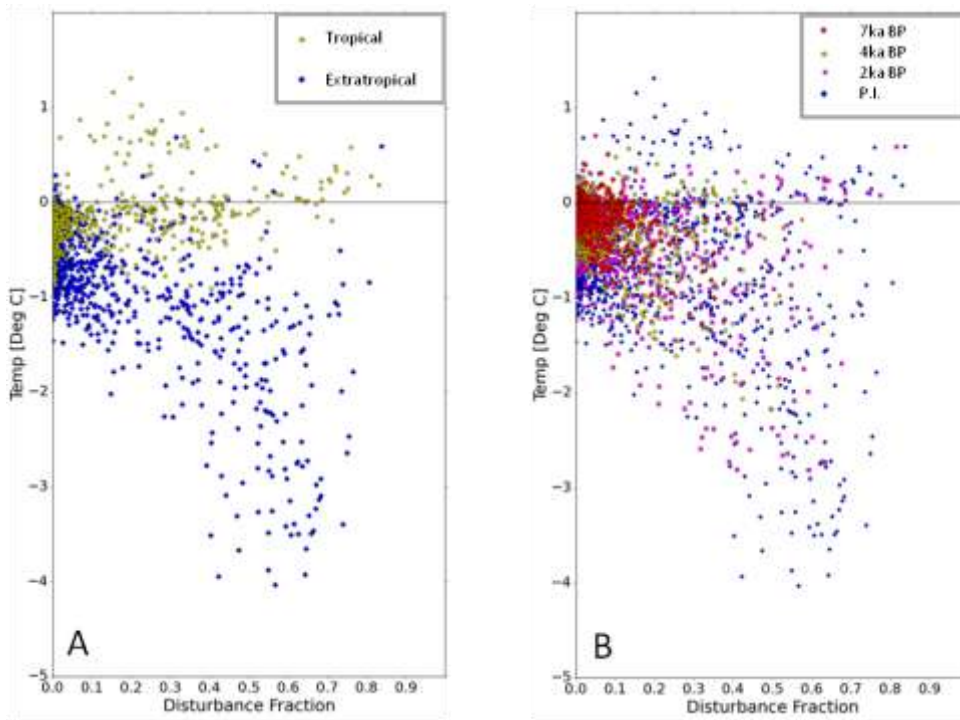 Tropical
Extratropical
1
0
−1
−2
−3
−4
−5
Temp [Deg C]
A
0.0 0.1 0.2 0.3 0.4 0.5 0.6 0.7 0.8 0.9
Disturbance Fraction
7ka BP
4ka BP
2ka BP
P.I.
1
0
−1
−2
−3
−4
−5
Temp [Deg C]
B
0.0 0.1 0.2 0.3 0.4 0.5 0.6 0.7 0.8 0.9
Disturbance Fraction